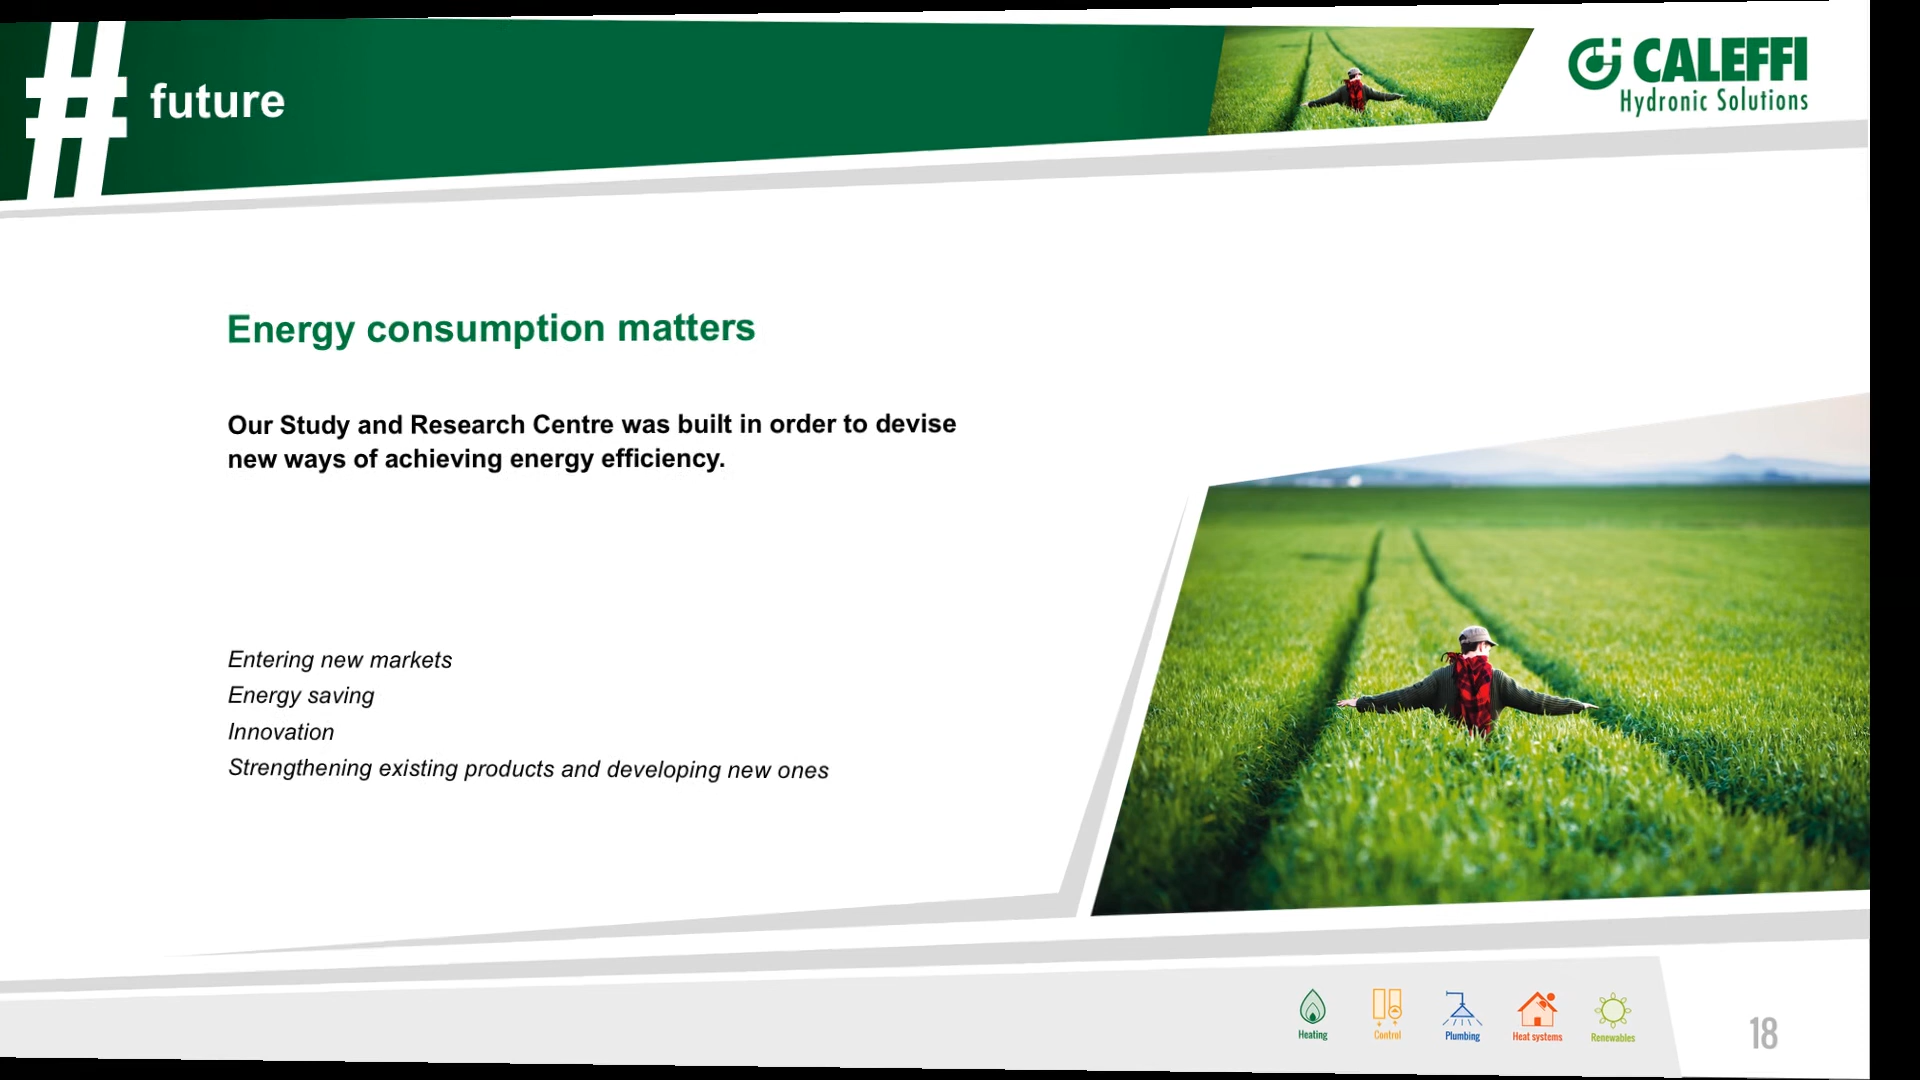 # future
CALEFFI
Hydronic Solutions
Energy consumption matters
Our Study and Research Centre was built in order to devise
new ways of achieving energy efficiency.
Entering new markets
Energy saving
Innovation
Strengthening existing products and developing new ones
Heating
Control
Plumbing
Heat systems
Renewables
18